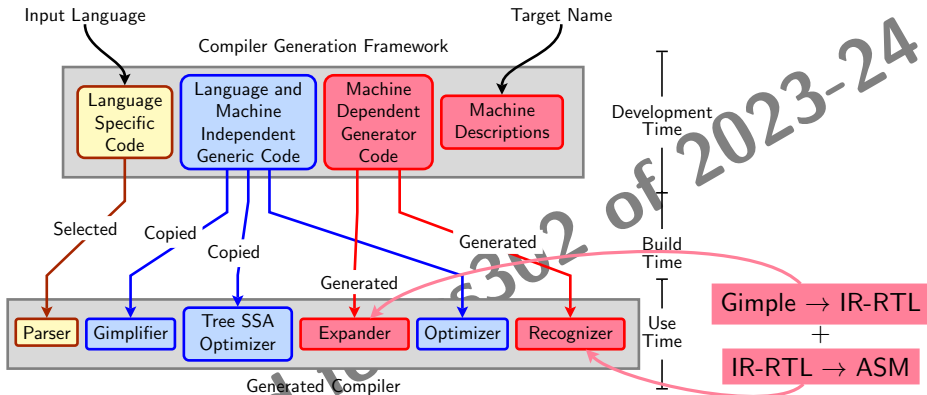 Input Language
Target Name
Compiler Generation Framework
Language
Specific
Code
Language and
Machine
Independent
Generic Code
Machine
Dependent
Generator
Code
Machine
Descriptions
Development
Time
Selected
Copied
Copied
Generated
Generated
Build
Time
Parser
Gimplifier
Tree SSA
Optimizer
Expander
Optimizer
Recognizer
Use
Time
Generated Compiler
Gimple → IR-RTL
+
IR-RTL → ASM
s302 of 2023-24